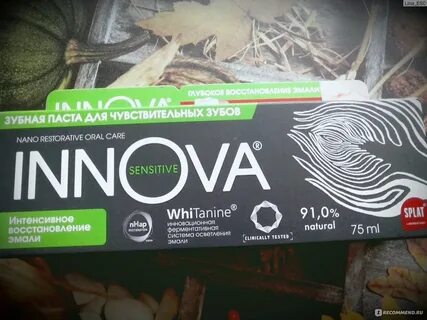 Lina_ESC
INNOVA®
ГЛУБОКОЕ ВОССТАНОВЛЕНИЕ ЭМАЛИ
ЗУБНАЯ ПАСТА ДЛЯ ЧУВСТВИТЕЛЬНЫХ ЗУБОВ
NANO RESTORATIVE ORAL CARE
INNOVA®
SENSITIVE
Интенсивное
восстановление
эмали
nHap
WhiTanine®
инновационная
ферментативная
система осветления
эмали
CLINICALLY TESTED
91,0%
natural
SPLAT
75 ml
IRECOMMEND.RU